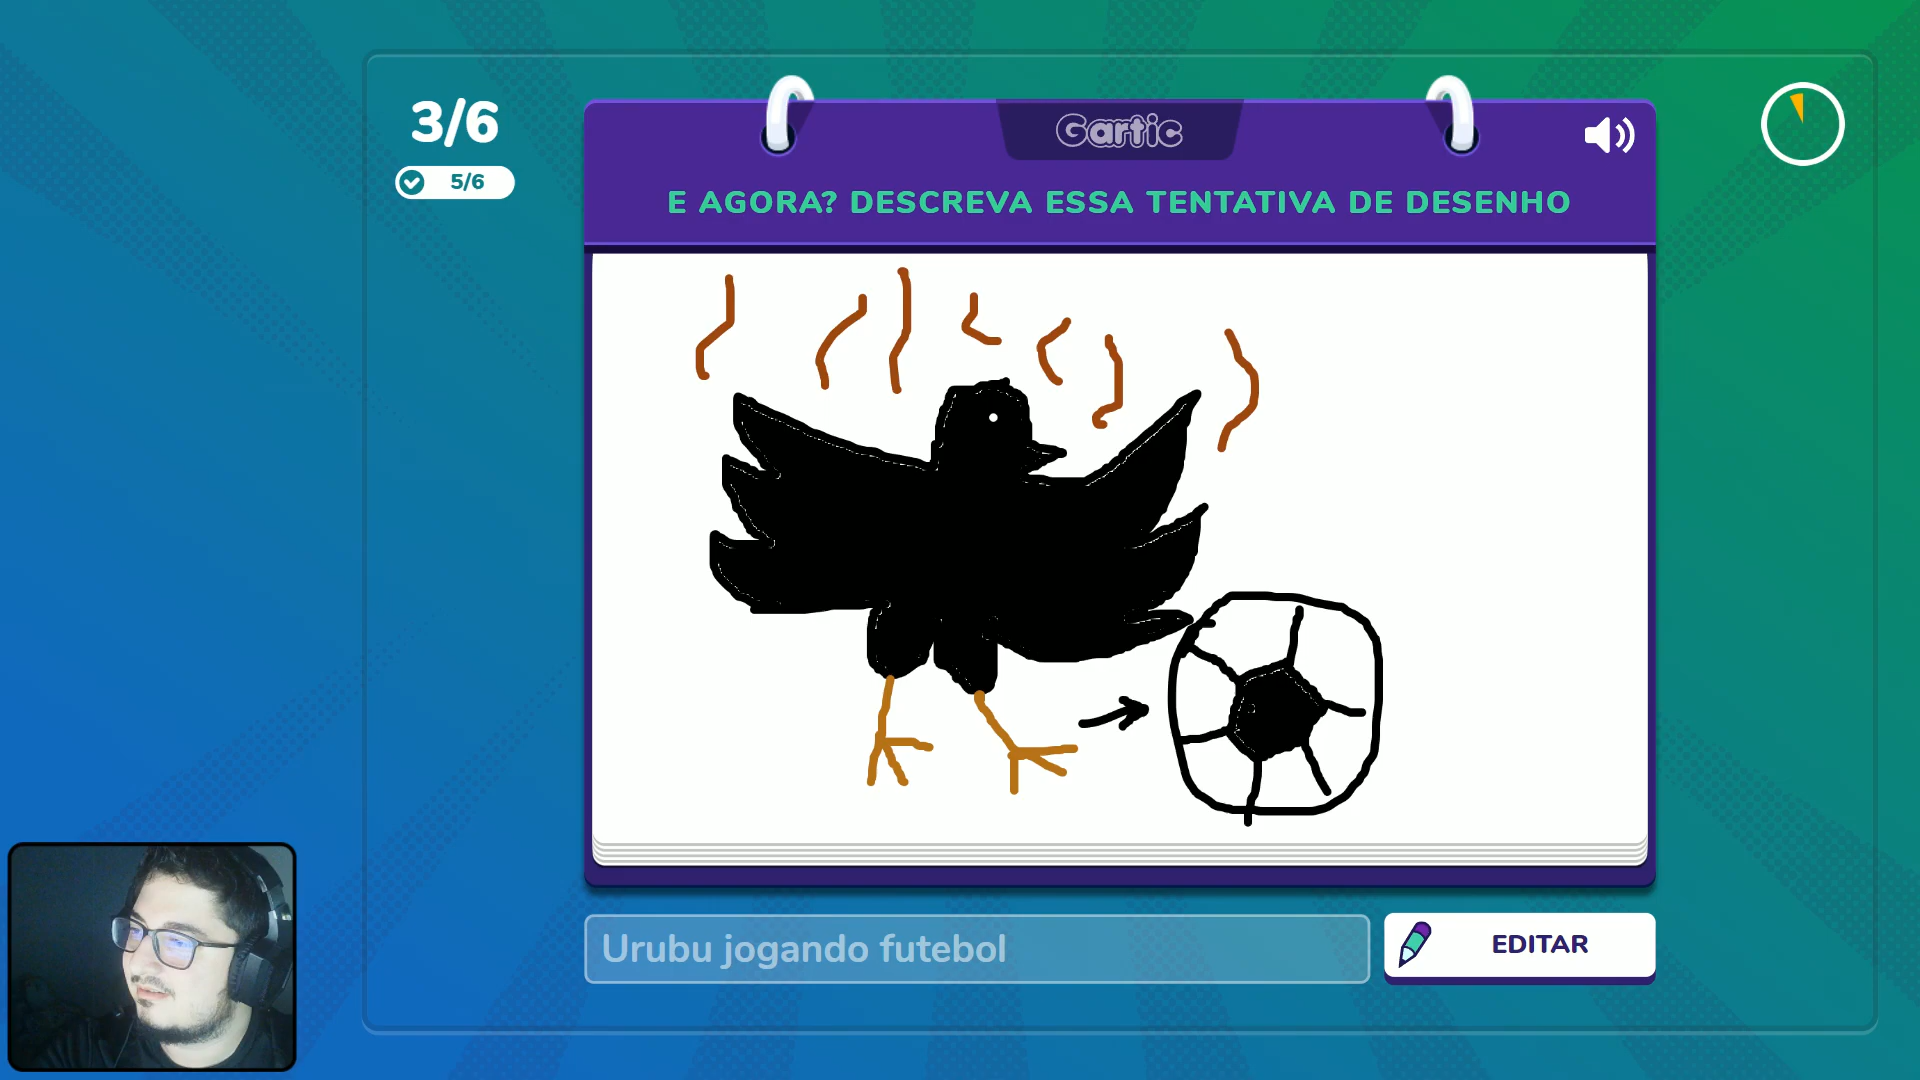 3/6
5/6
Gartic
E AGORA? DESCREVA ESSA TENTATIVA DE DESENHO
Urubu jogando futebol
EDITAR